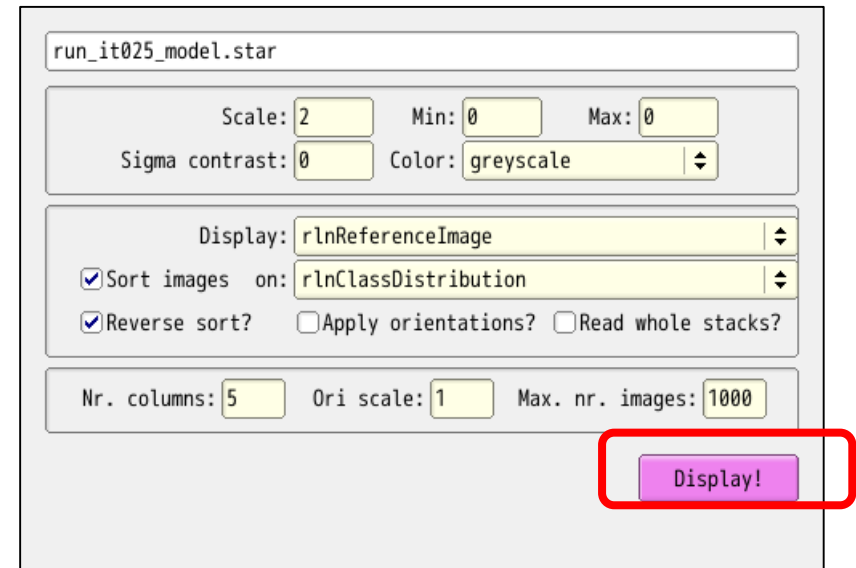 run_it025_model.star
Scale: 2 Min: 0 Max: 0
Sigma contrast: 0 Color: greyscale
Display: rlnReferenceImage
Sort images on: rlnClassDistribution
Reverse sort? Apply orientations? Read whole stacks?
Nr. columns: 5 Ori scale: 1 Max. nr. images: 1000
Display!